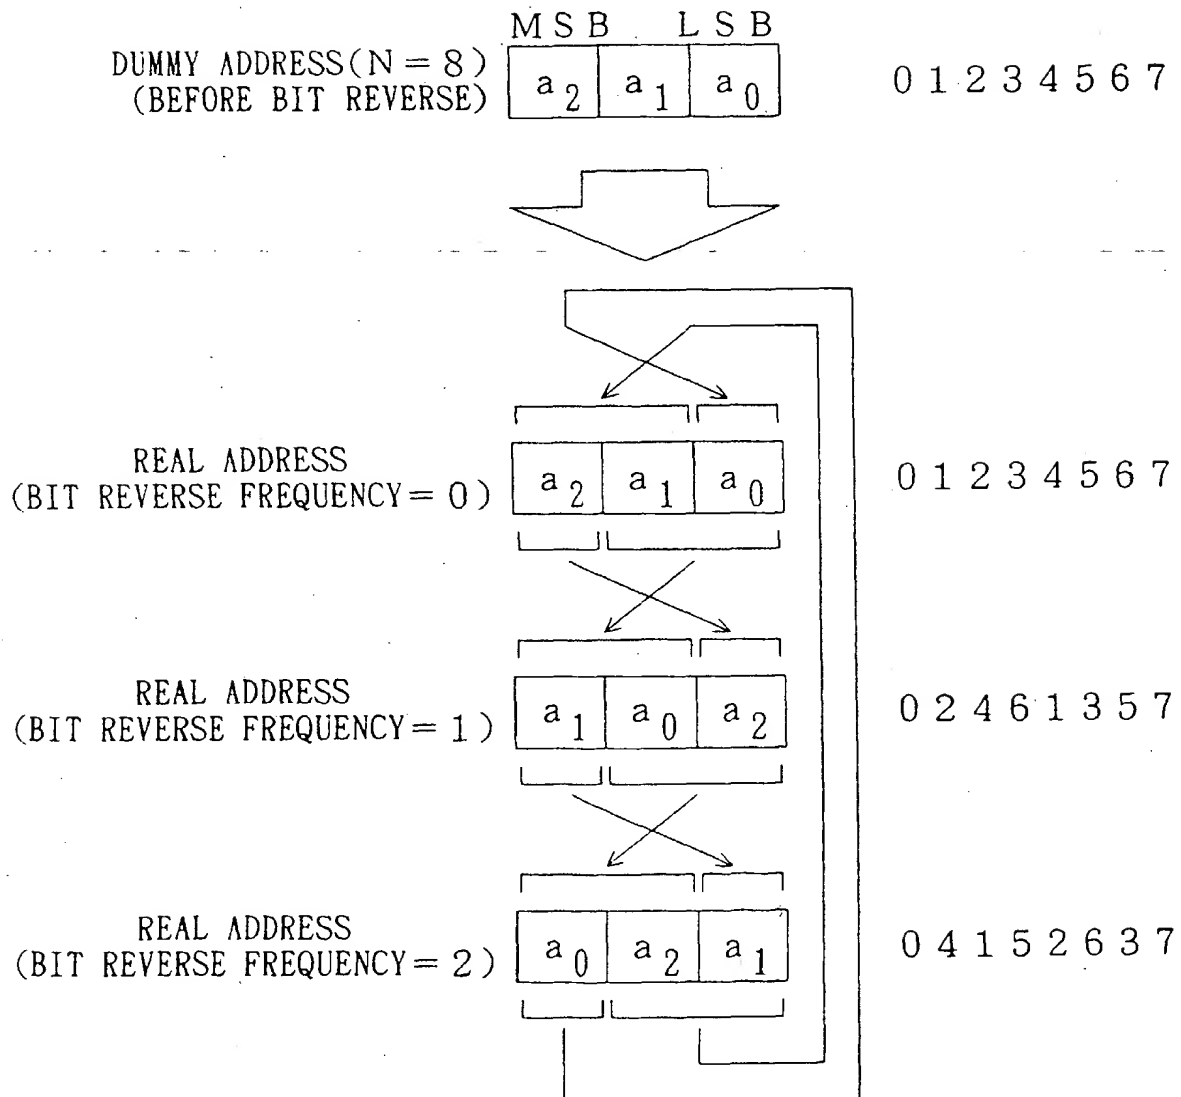 MSB LSB
DUMMY ADDRESS(N=8) a2 a1 a0 0 1 2 3 4 5 6 7
(BEFORE BIT REVERSE)
REAL ADDRESS a2 a1 a0 0 1 2 3 4 5 6 7
(BIT REVERSE FREQUENCY=0)
REAL ADDRESS a1 a0 a2 0 2 4 6 1 3 5 7
(BIT REVERSE FREQUENCY=1)
REAL ADDRESS a0 a2 a1 0 4 1 5 2 6 3 7
(BIT REVERSE FREQUENCY=2)